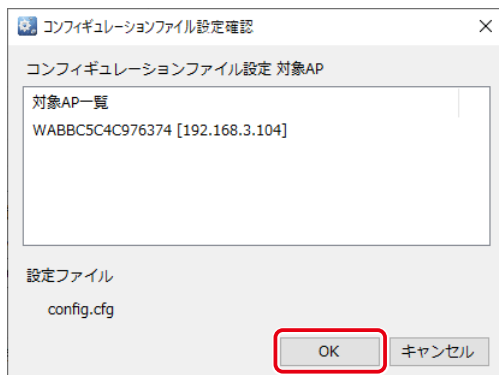 コンフィギュレーションファイル設定確認
コンフィギュレーションファイル設定 対象AP
対象AP一覧
WABBC5C4C976374 [192.168.3.104]
設定ファイル
config.cfg
OK キャンセル